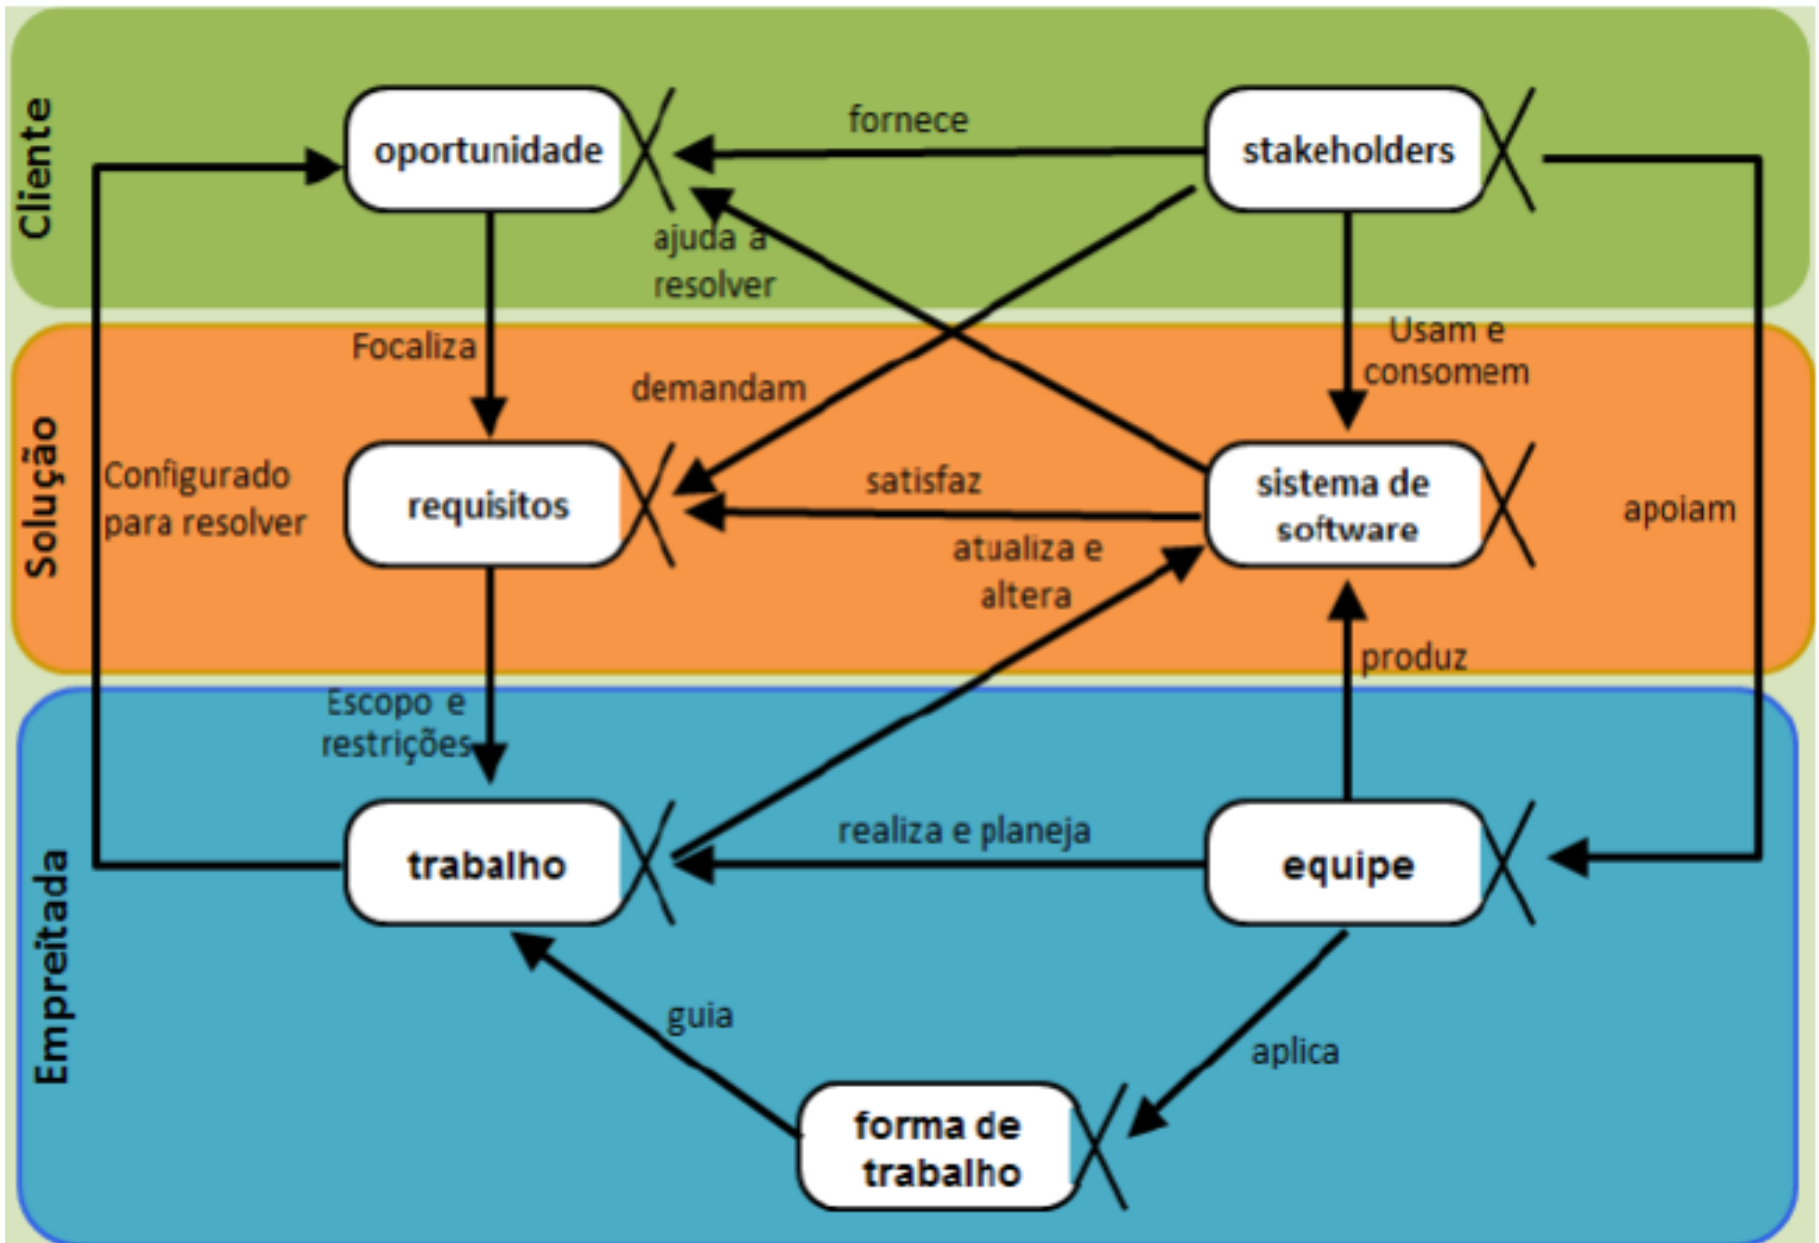 Cliente
oportunidade
fornece
stakeholders
ajuda a
resolver
Solução
Focaliza
demandam
Usam e
consomem
Configurado
para resolver
requisitos
satisfaz
sistema de
software
apoiam
atualiza e
altera
produz
Empreitada
Escopo e
restrições
trabalho
realiza e planeja
equipe
guia
aplica
forma de
trabalho